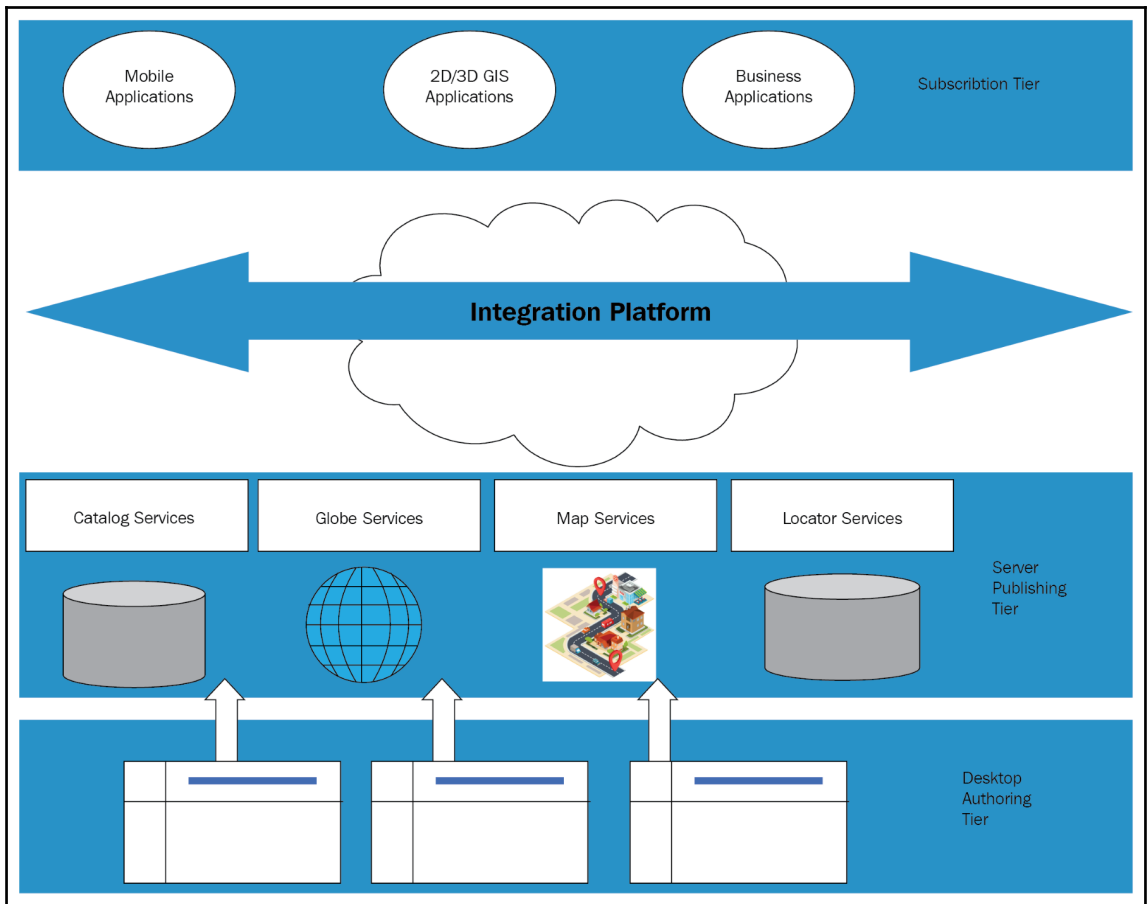 Mobile
Applications
2D/3D GIS
Applications
Business
Applications
Subscribtion Tier
Integration Platform
Catalog Services
Globe Services
Map Services
Locator Services
Server
Publishing
Tier
Desktop
Authoring
Tier